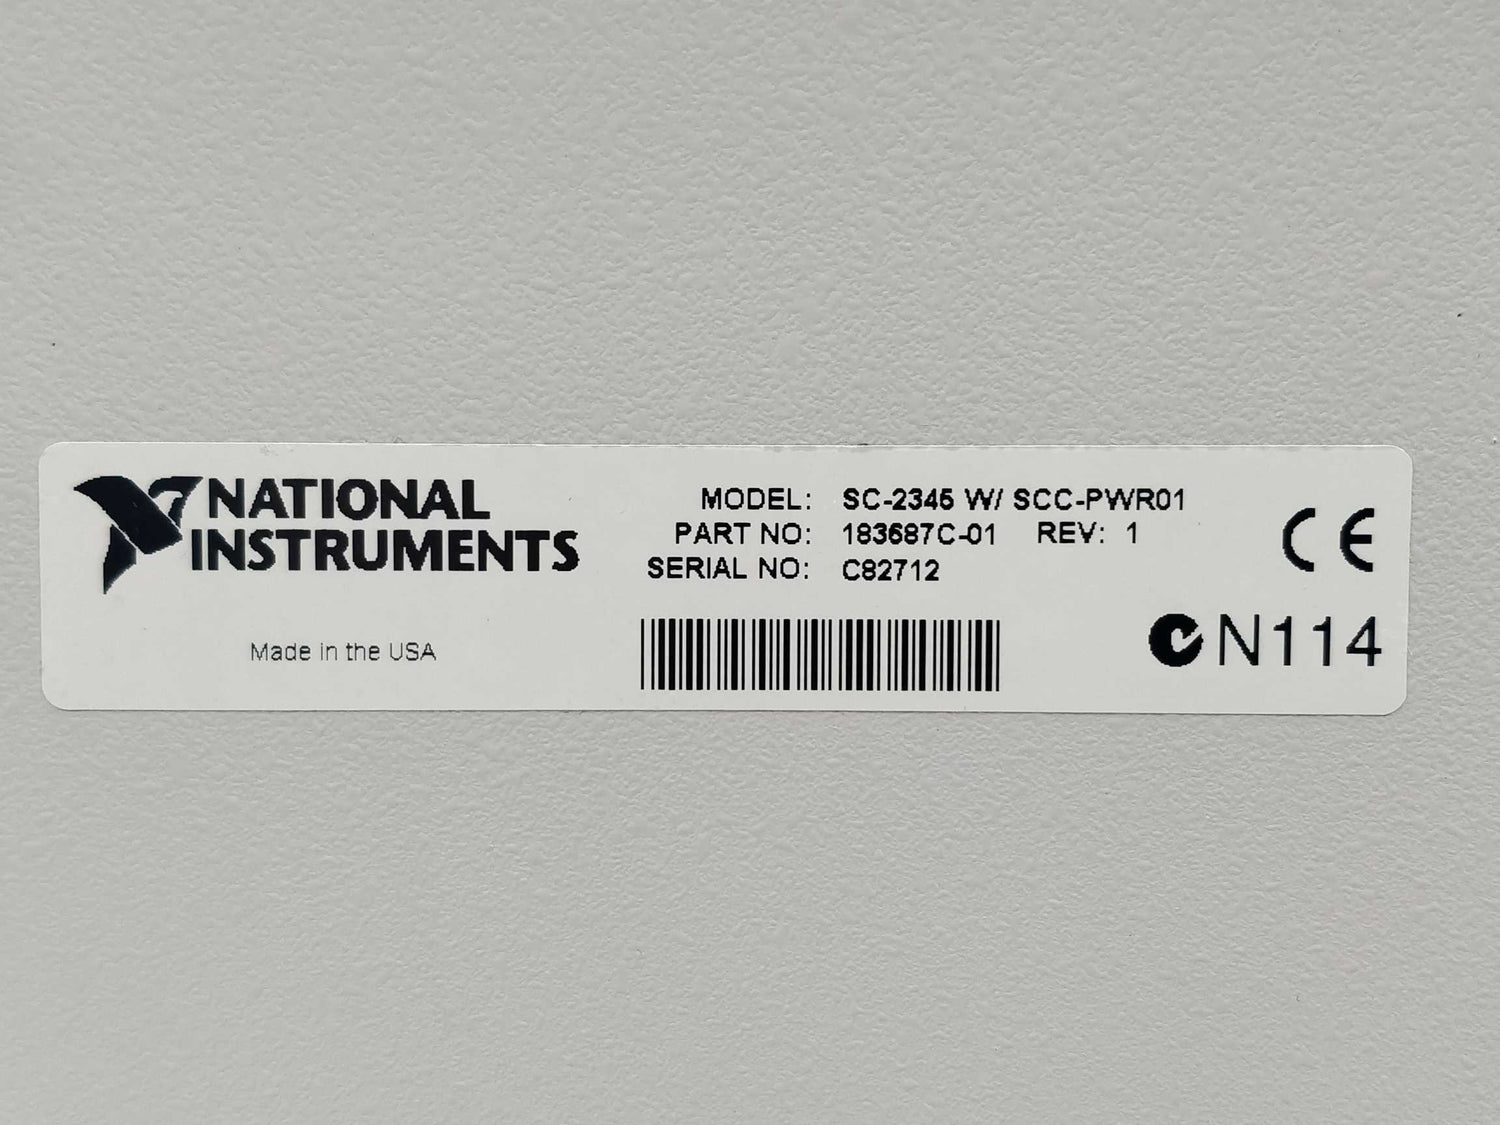 NATIONAL
INSTRUMENTS
Made in the USA
MODEL: SC-2345 W/ SCC-PWR01
PART NO: 183687C-01 REV: 1
SERIAL NO: C82712
CE
N114